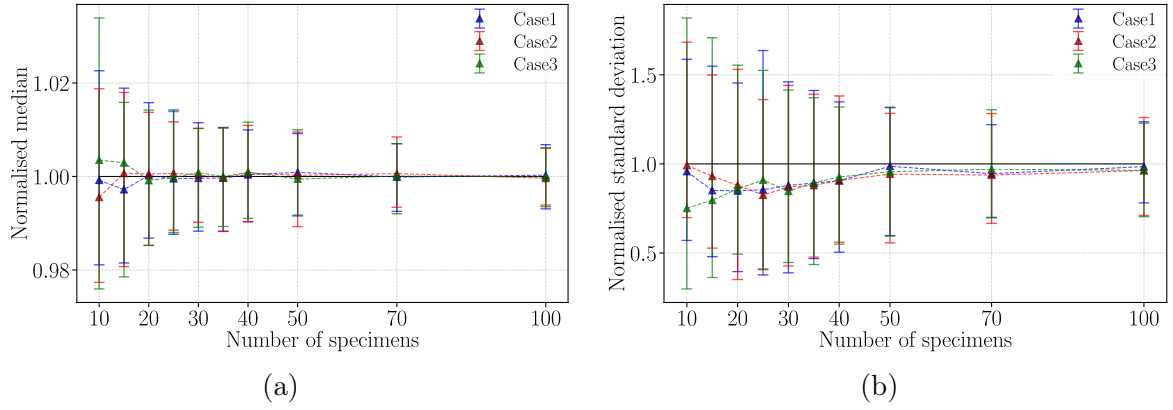 Case1
Case2
Case3
1.02
1.00
0.98
Normalised median
10 20 30 40 50 70 100
Number of specimens
(a)
Case1
Case2
Case3
1.5
1.0
0.5
Normalised standard deviation
10 20 30 40 50 70 100
Number of specimens
(b)